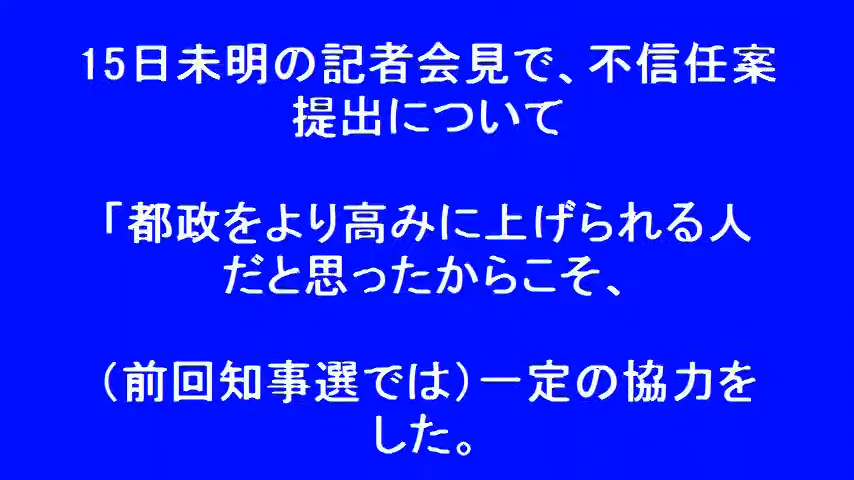 15日未明の記者会見で、不信任案
提出について
「都政をより高みに上げられる人
だと思ったからこそ、
（前回知事選では）一定の協力を
した。